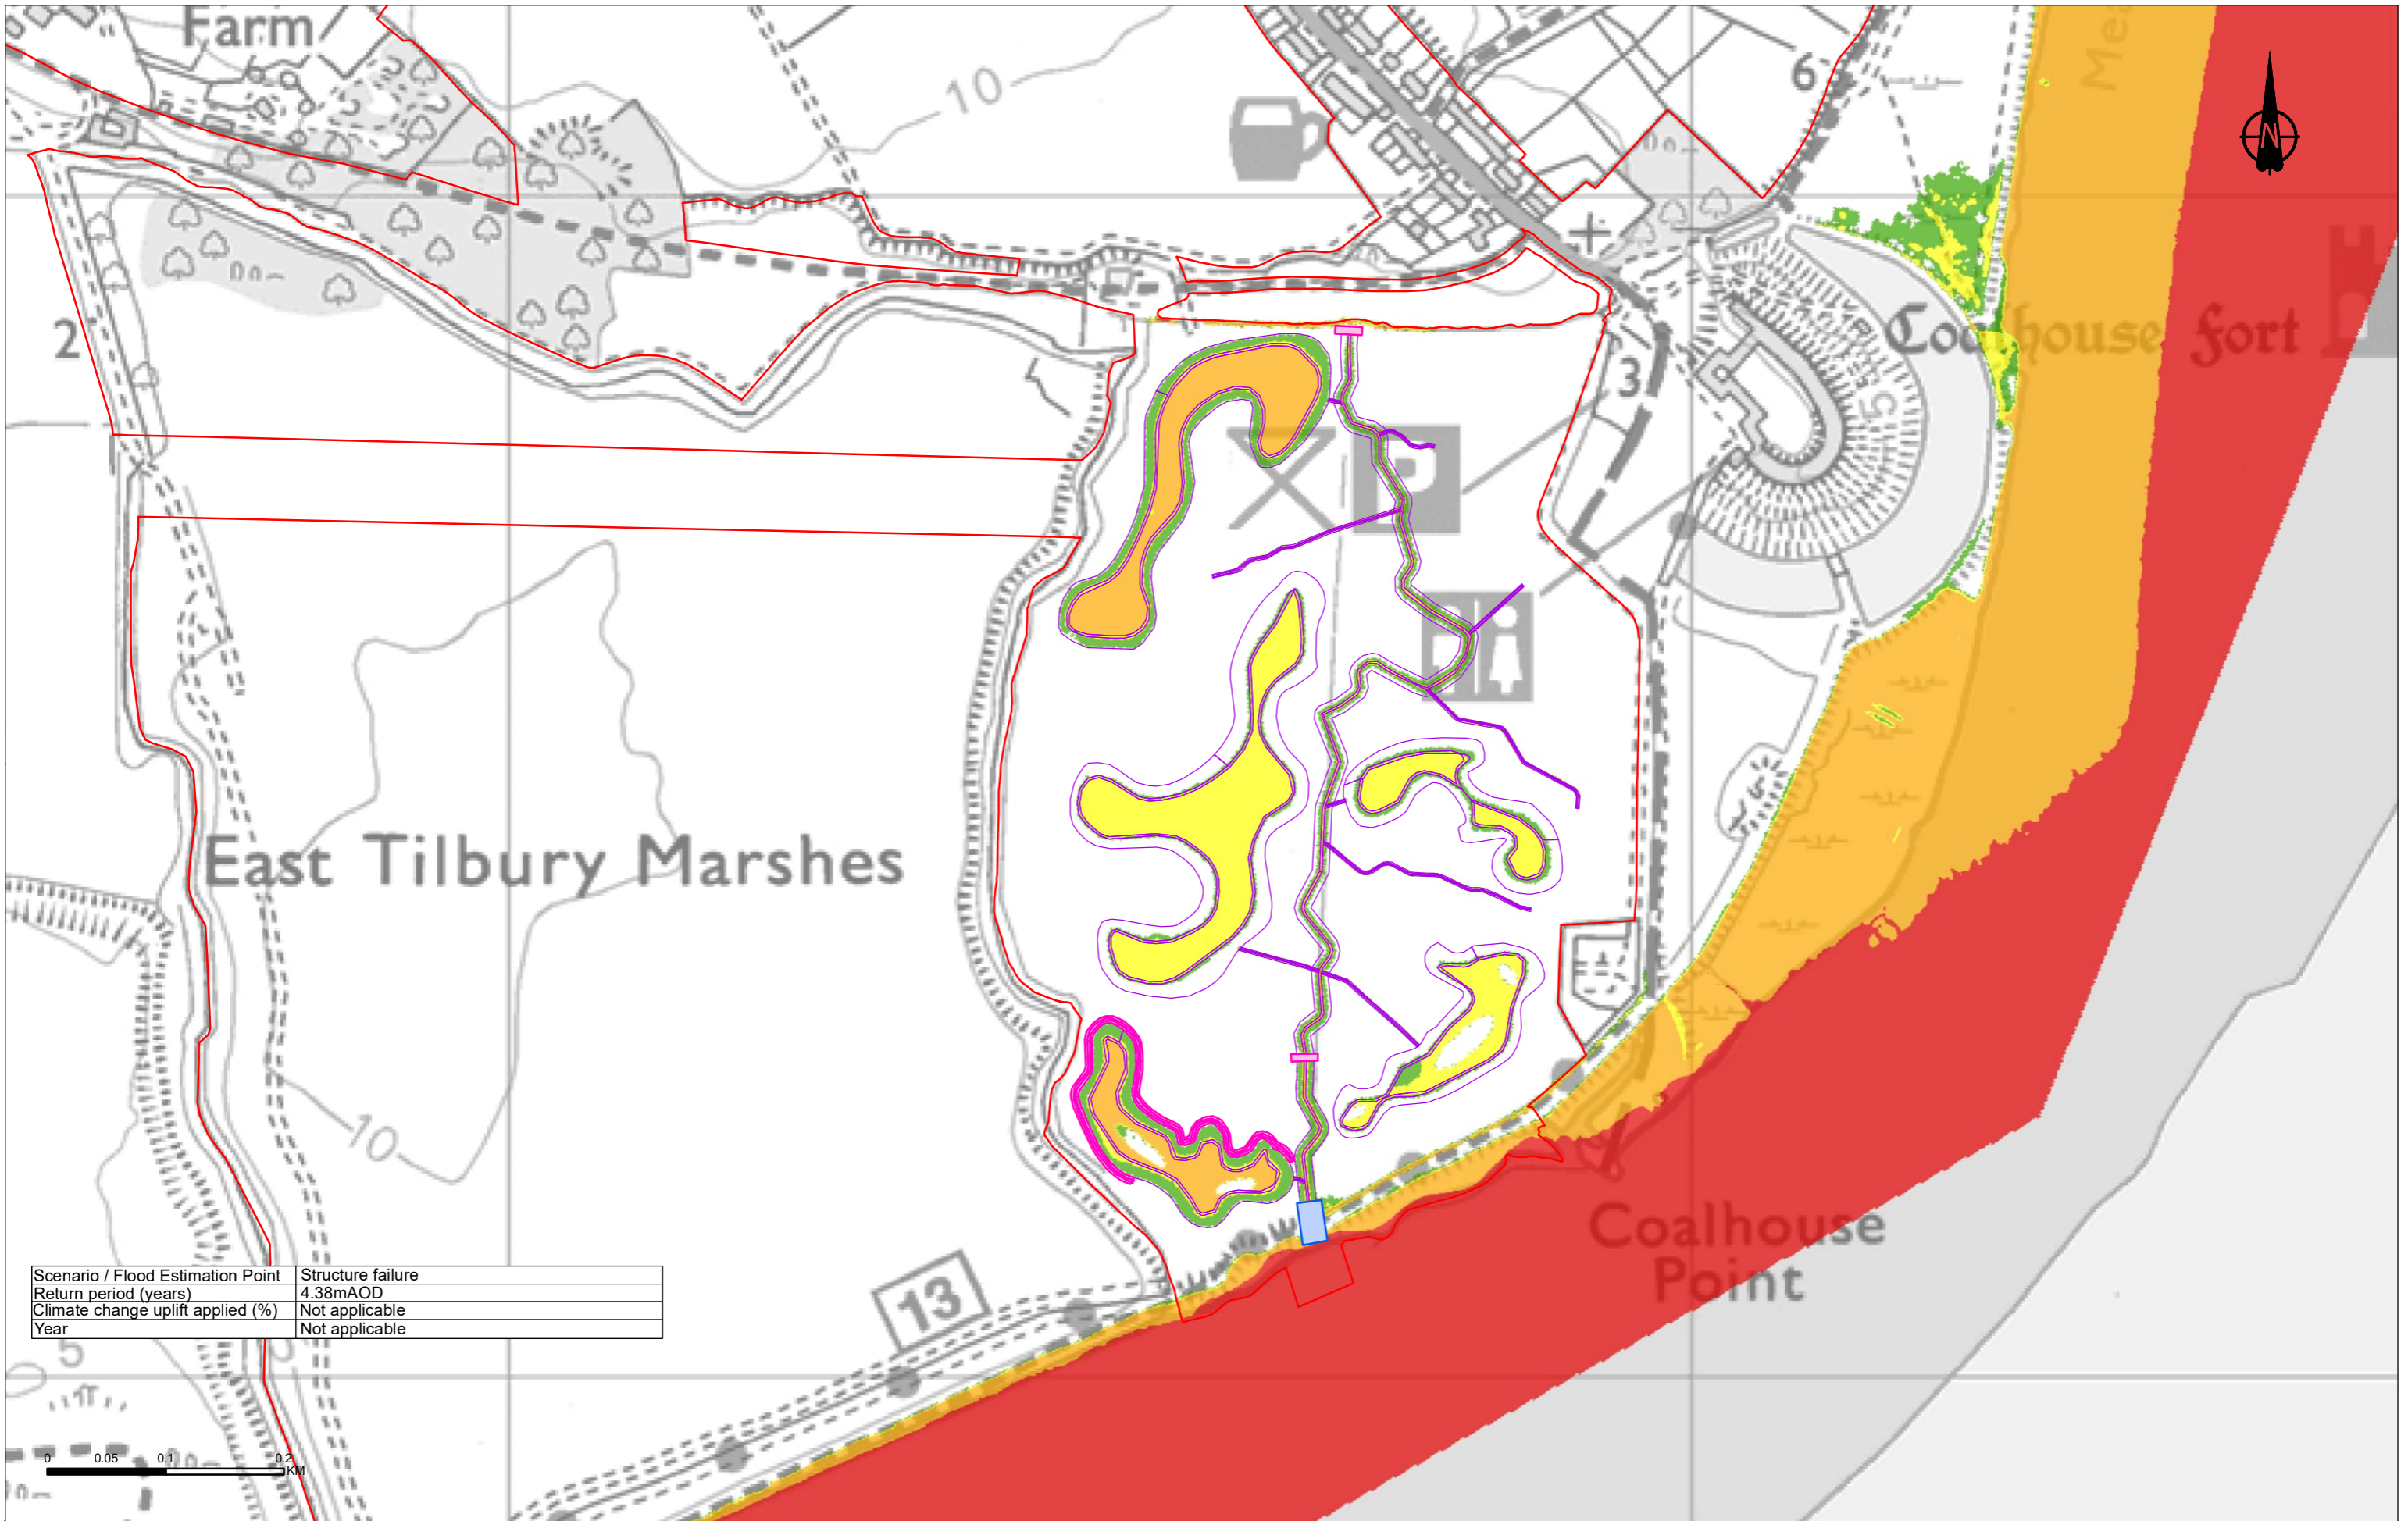 Farm
10
6
Mea
N
2
3
Coalhouse Fort
5
P
East Tilbury Marshes
10
Coalhouse
Point
13
Scenario / Flood Estimation Point Structure failure
Return period (years) 4.38mAOD
Climate change uplift applied (%) Not applicable
Year Not applicable
5
0 0.05 0.1 0.2
KM